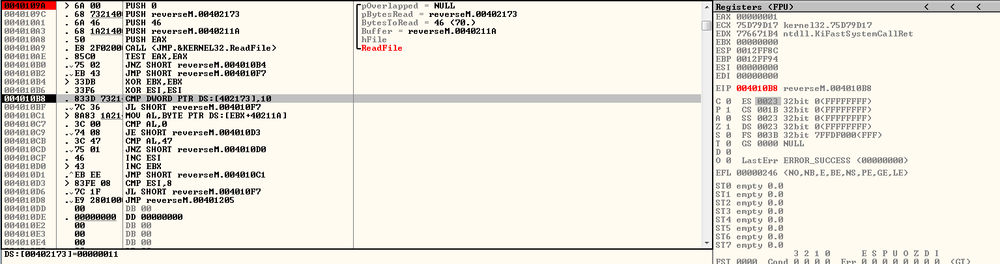 0040109A > 6A 00 PUSH 0 pOverlapped = NULL
0040109C . 68 7321400 PUSH reverseM.00402173 pBytesRead = reverseM.00402173
004010A1 . 6A 46 PUSH 46 BytesToRead = 46 (70.)
004010A3 . 68 1A21400 PUSH reverseM.0040211A Buffer = reverseM.0040211A
004010A8 . 50 PUSH EAX hFile
004010A9 . E8 2F02000 CALL <JMP.&KERNEL32.ReadFile> ReadFile
004010AE . 85C0 TEST EAX,EAX
004010B0 . 75 02 JNZ SHORT reverseM.004010B4
004010B2 . EB 43 JMP SHORT reverseM.004010F7
004010B4 > 33DB XOR EBX,EBX
004010B6 . 33F6 XOR ESI,ESI
004010B8 . 833D 7321 CMP DWORD PTR DS:[402173],10
004010BF . 7C 36 JL SHORT reverseM.004010F7
004010C1 > 8A83 1A21 MOV AL,BYTE PTR DS:[EBX+40211A]
004010C7 . 3C 00 CMP AL,0
004010C9 . 74 08 JE SHORT reverseM.004010D3
004010CB . 3C 47 CMP AL,47
004010CD . 75 01 JNZ SHORT reverseM.004010D0
004010CF . 46 INC ESI
004010D0 > 43 INC EBX
004010D1 .^EB EE JMP SHORT reverseM.004010C1
004010D3 > 83FE 08 CMP ESI,8
004010D6 . 7C 1F JL SHORT reverseM.004010F7
004010D8 . E9 2801000 JMP reverseM.00401205
004010DD 00 DB 00
004010DE . 00000000 DD 00000000
004010E2 00 DB 00
004010E3 00 DB 00
004010E4 00 DB 00
DS:[00402173]=00000011
Registers (FPU) < < <
EAX 00000001
ECX 75D79D17 kernel32.75D79D17
EDX 776671B4 ntdll.KiFastSystemCallRet
EBX 00000000
ESP 0012FF8C
EBP 0012FF94
ESI 00000000
EDI 00000000
EIP 004010B8 reverseM.004010B8
C 0 ES 0023 32bit 0(FFFFFFFF)
P 1 CS 001B 32bit 0(FFFFFFFF)
A 0 SS 0023 32bit 0(FFFFFFFF)
Z 1 DS 0023 32bit 0(FFFFFFFF)
S 0 FS 003B 32bit 7FFDF000(FFF)
T 0 GS 0000 NULL
D 0
O 0 LastErr ERROR_SUCCESS (00000000)
EFL 00000246 (NO,NB,E,BE,NS,PE,GE,LE)
ST0 empty 0.0
ST1 empty 0.0
ST2 empty 0.0
ST3 empty 0.0
ST4 empty 0.0
ST5 empty 0.0
ST6 empty 0.0
ST7 empty 0.0
3 2 1 0 E S P U O Z D I
FST 0000 Cond 0 0 0 0 Err 0 0 0 0 0 0 0 0 (GT)